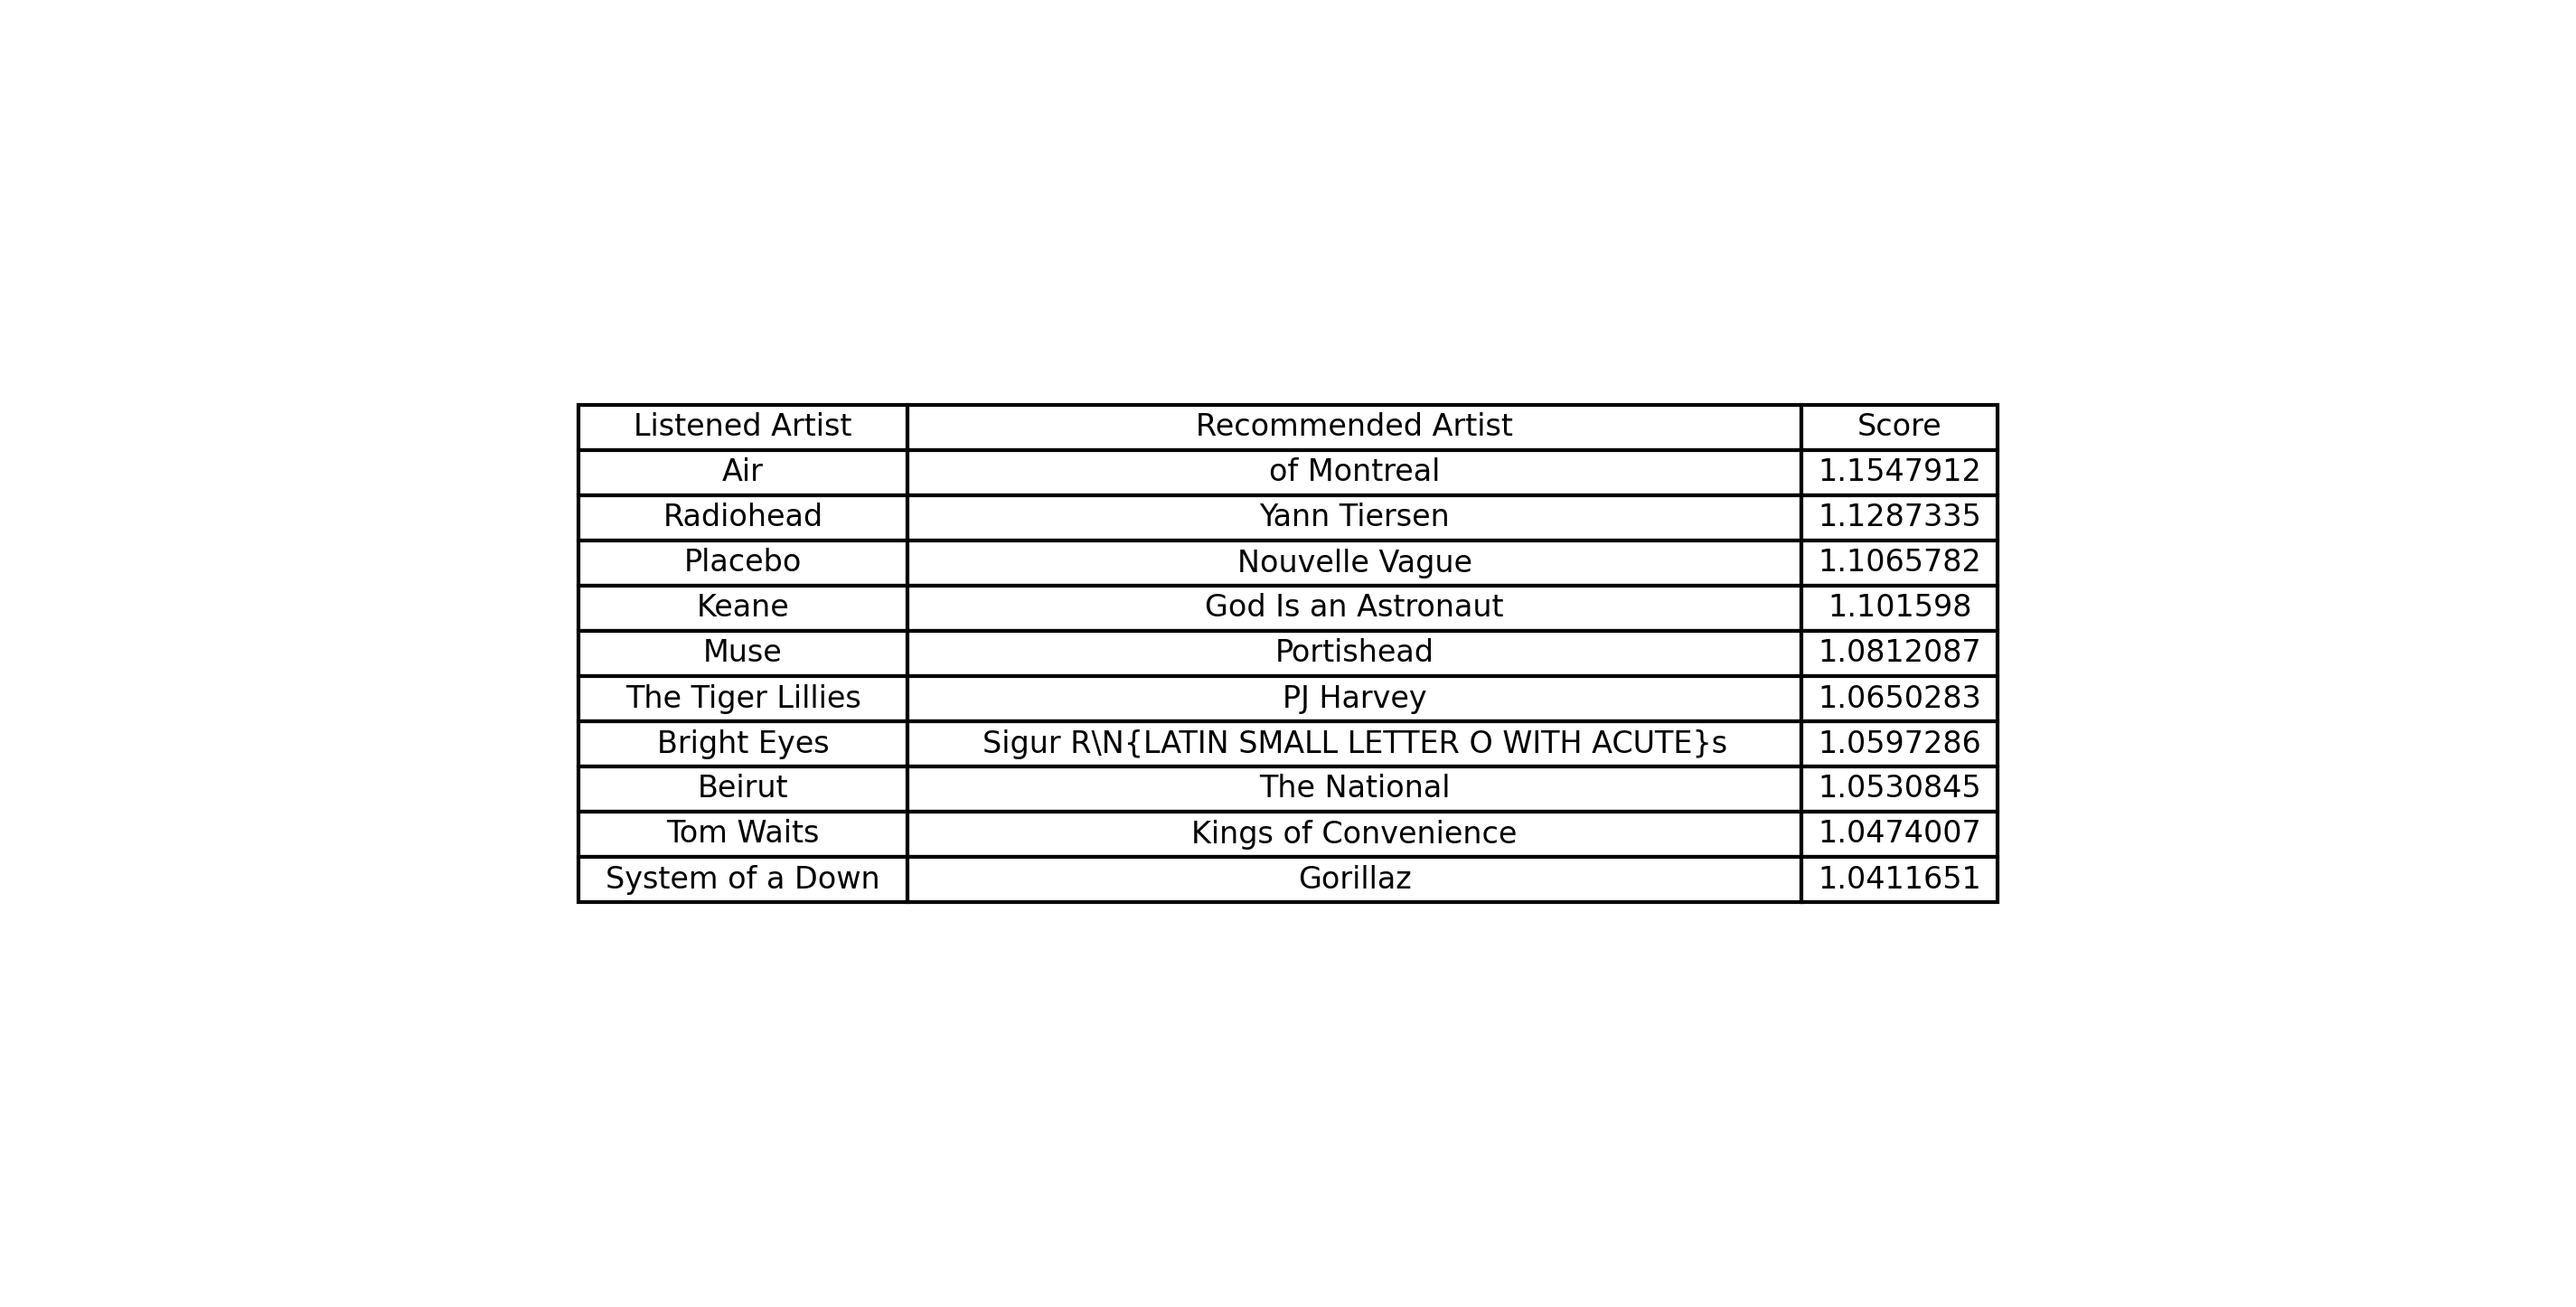 Listened Artist Recommended Artist Score
Air of Montreal 1.1547912
Radiohead Yann Tiersen 1.1287335
Placebo Nouvelle Vague 1.1065782
Keane God Is an Astronaut 1.101598
Muse Portishead 1.0812087
The Tiger Lillies PJ Harvey 1.0650283
Bright Eyes Sigur R\N{LATIN SMALL LETTER O WITH ACUTE}s 1.0597286
Beirut The National 1.0530845
Tom Waits Kings of Convenience 1.0474007
System of a Down Gorillaz 1.0411651